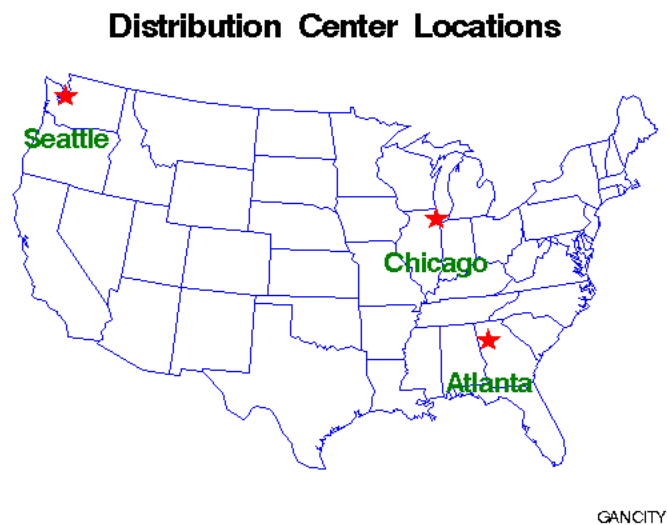 Distribution Center Locations
Seattle
Chicago
Atlanta
GANCITY